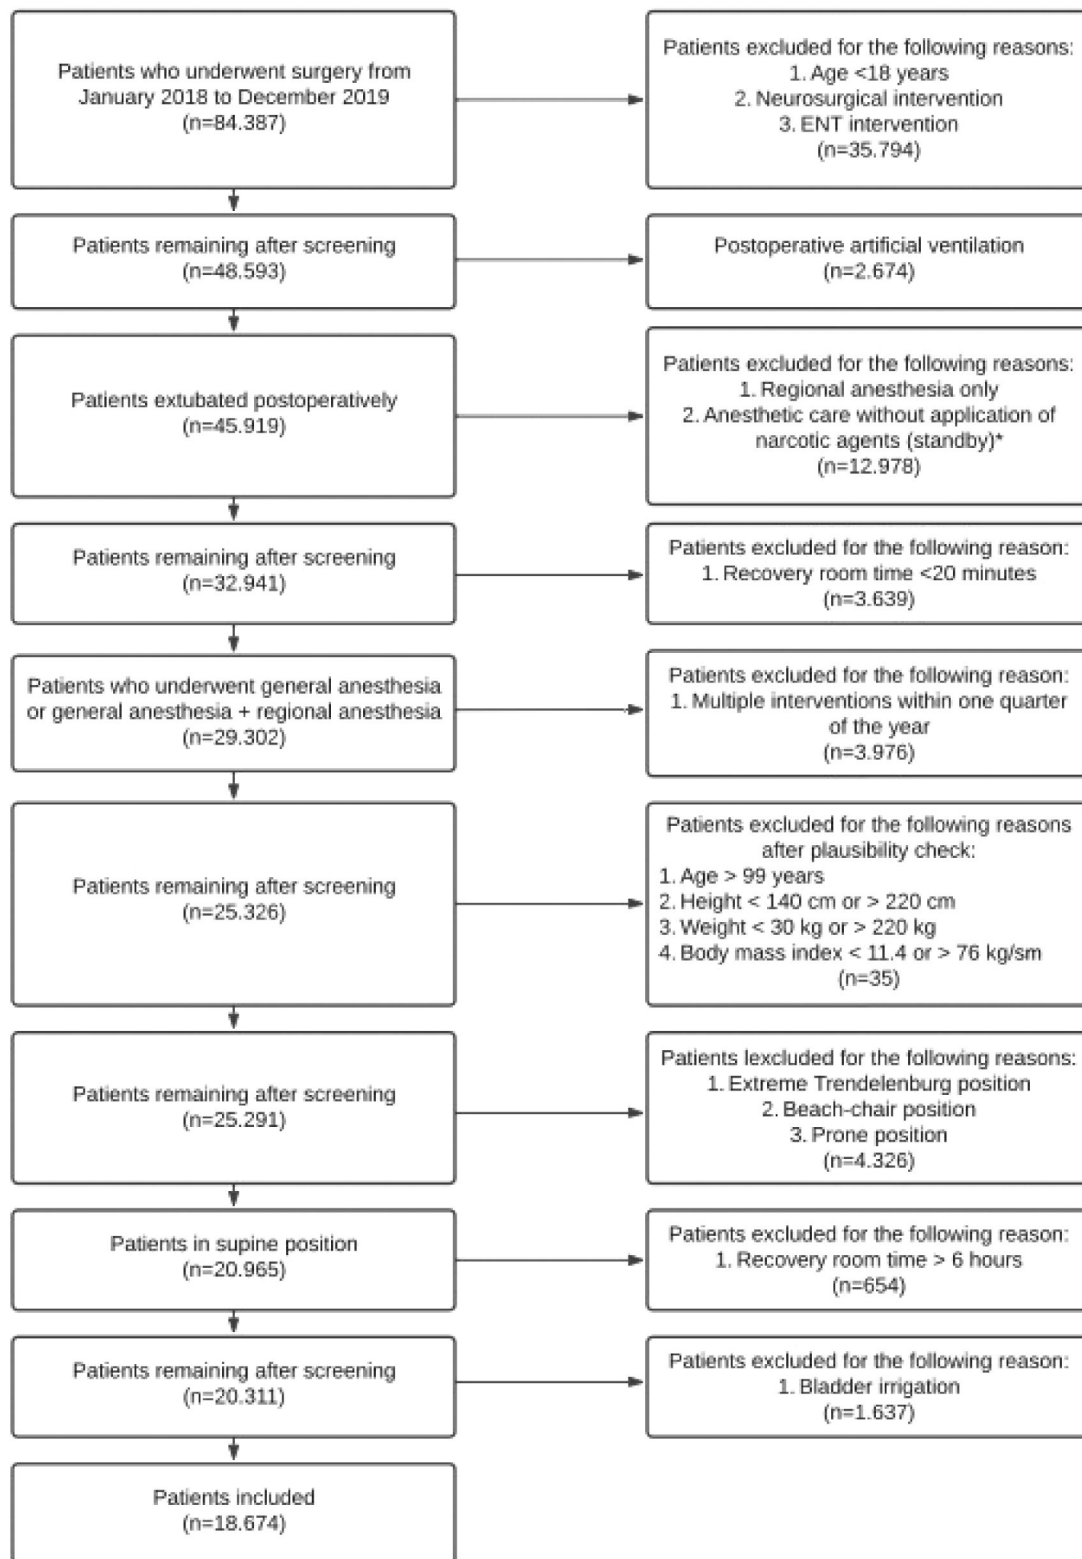 Patients who underwent surgery from
January 2018 to December 2019
(n=84.387)
Patients excluded for the following reasons:
1. Age <18 years
2. Neurosurgical intervention
3. ENT intervention
(n=35.794)
Patients remaining after screening
(n=48.593)
Postoperative artificial ventilation
(n=2.674)
Patients extubated postoperatively
(n=45.919)
Patients excluded for the following reasons:
1. Regional anesthesia only
2. Anesthetic care without application of
narcotic agents (standby)*
(n=12.978)
Patients remaining after screening
(n=32.941)
Patients excluded for the following reason:
1. Recovery room time <20 minutes
(n=3.639)
Patients who underwent general anesthesia
or general anesthesia + regional anesthesia
(n=29.302)
Patients excluded for the following reason:
1. Multiple interventions within one quarter
of the year
(n=3.976)
Patients remaining after screening
(n=25.326)
Patients excluded for the following reasons
after plausibility check:
1. Age > 99 years
2. Height < 140 cm or > 220 cm
3. Weight < 30 kg or > 220 kg
4. Body mass index < 11.4 or > 76 kg/sm
(n=35)
Patients remaining after screening
(n=25.291)
Patients lexcluded for the following reasons:
1. Extreme Trendelenburg position
2. Beach-chair position
3. Prone position
(n=4.326)
Patients in supine position
(n=20.965)
Patients excluded for the following reason:
1. Recovery room time > 6 hours
(n=654)
Patients remaining after screening
(n=20.311)
Patients excluded for the following reason:
1. Bladder irrigation
(n=1.637)
Patients included
(n=18.674)